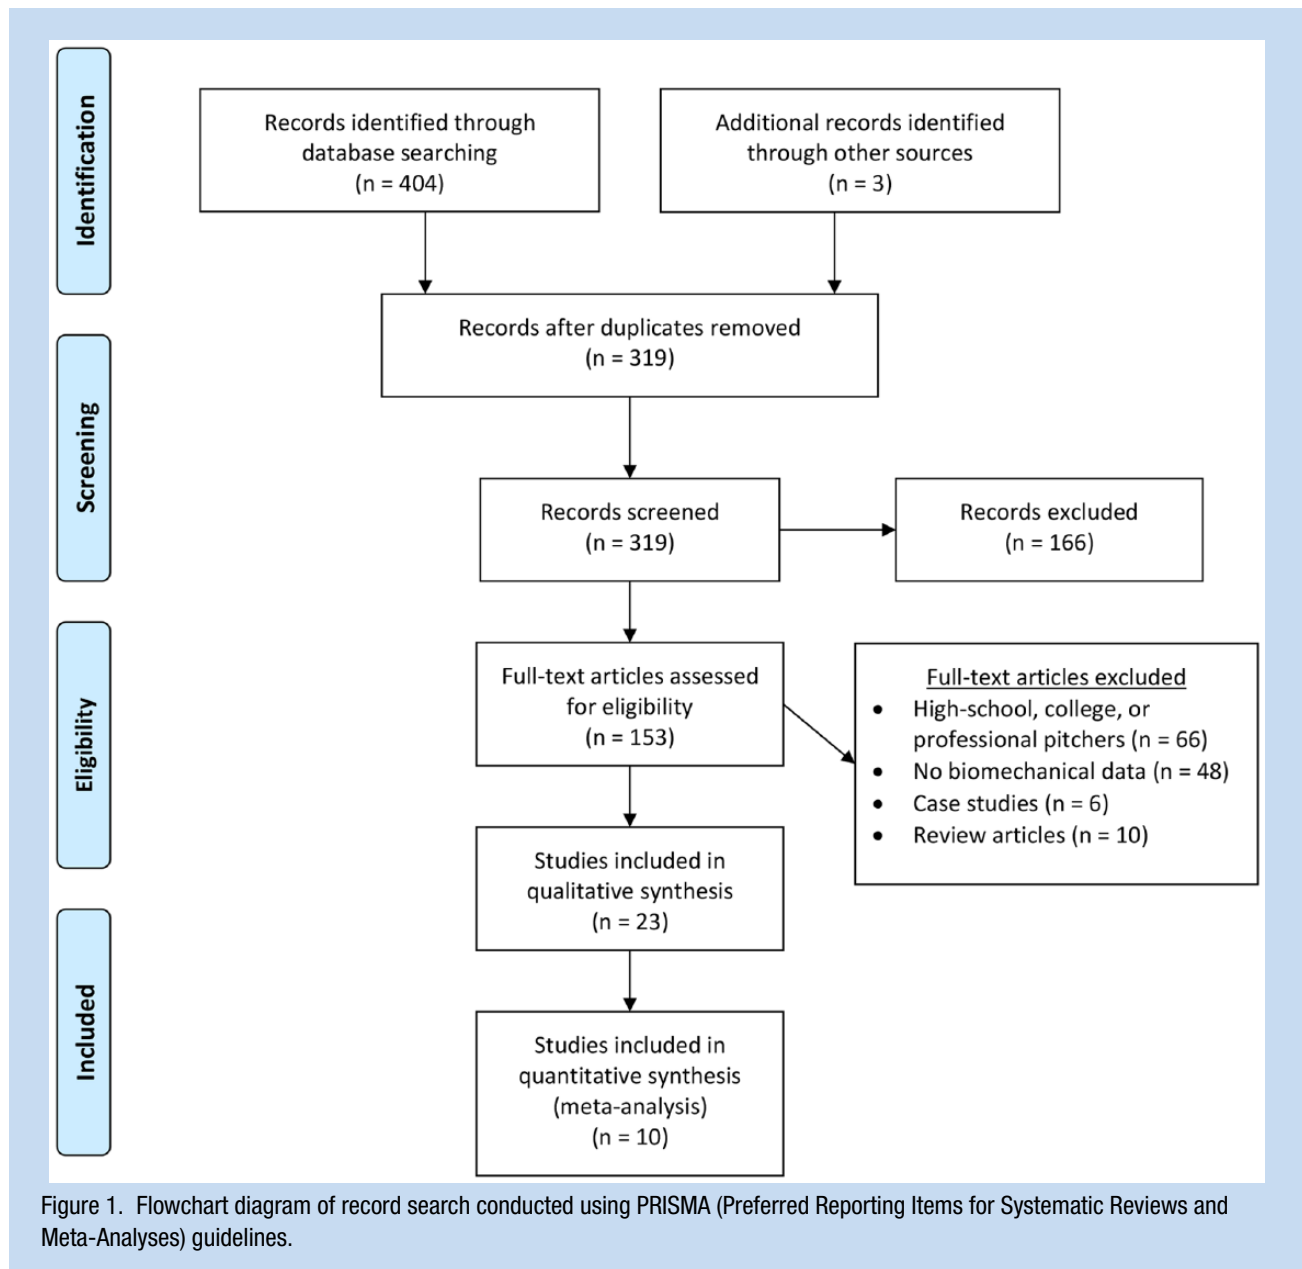 Identification
Records identified through
database searching
(n = 404)
Additional records identified
through other sources
(n = 3)
Records after duplicates removed
(n = 319)
Screening
Records screened
(n = 319)
Records excluded
(n = 166)
Eligibility
Full-text articles assessed
for eligibility
(n = 153)
Full-text articles excluded
• High-school, college, or
professional pitchers (n = 66)
• No biomechanical data (n = 48)
• Case studies (n = 6)
• Review articles (n = 10)
Studies included in
qualitative synthesis
(n = 23)
Included
Studies included in
quantitative synthesis
(meta-analysis)
(n = 10)
Figure 1. Flowchart diagram of record search conducted using PRISMA (Preferred Reporting Items for Systematic Reviews and
Meta-Analyses) guidelines.